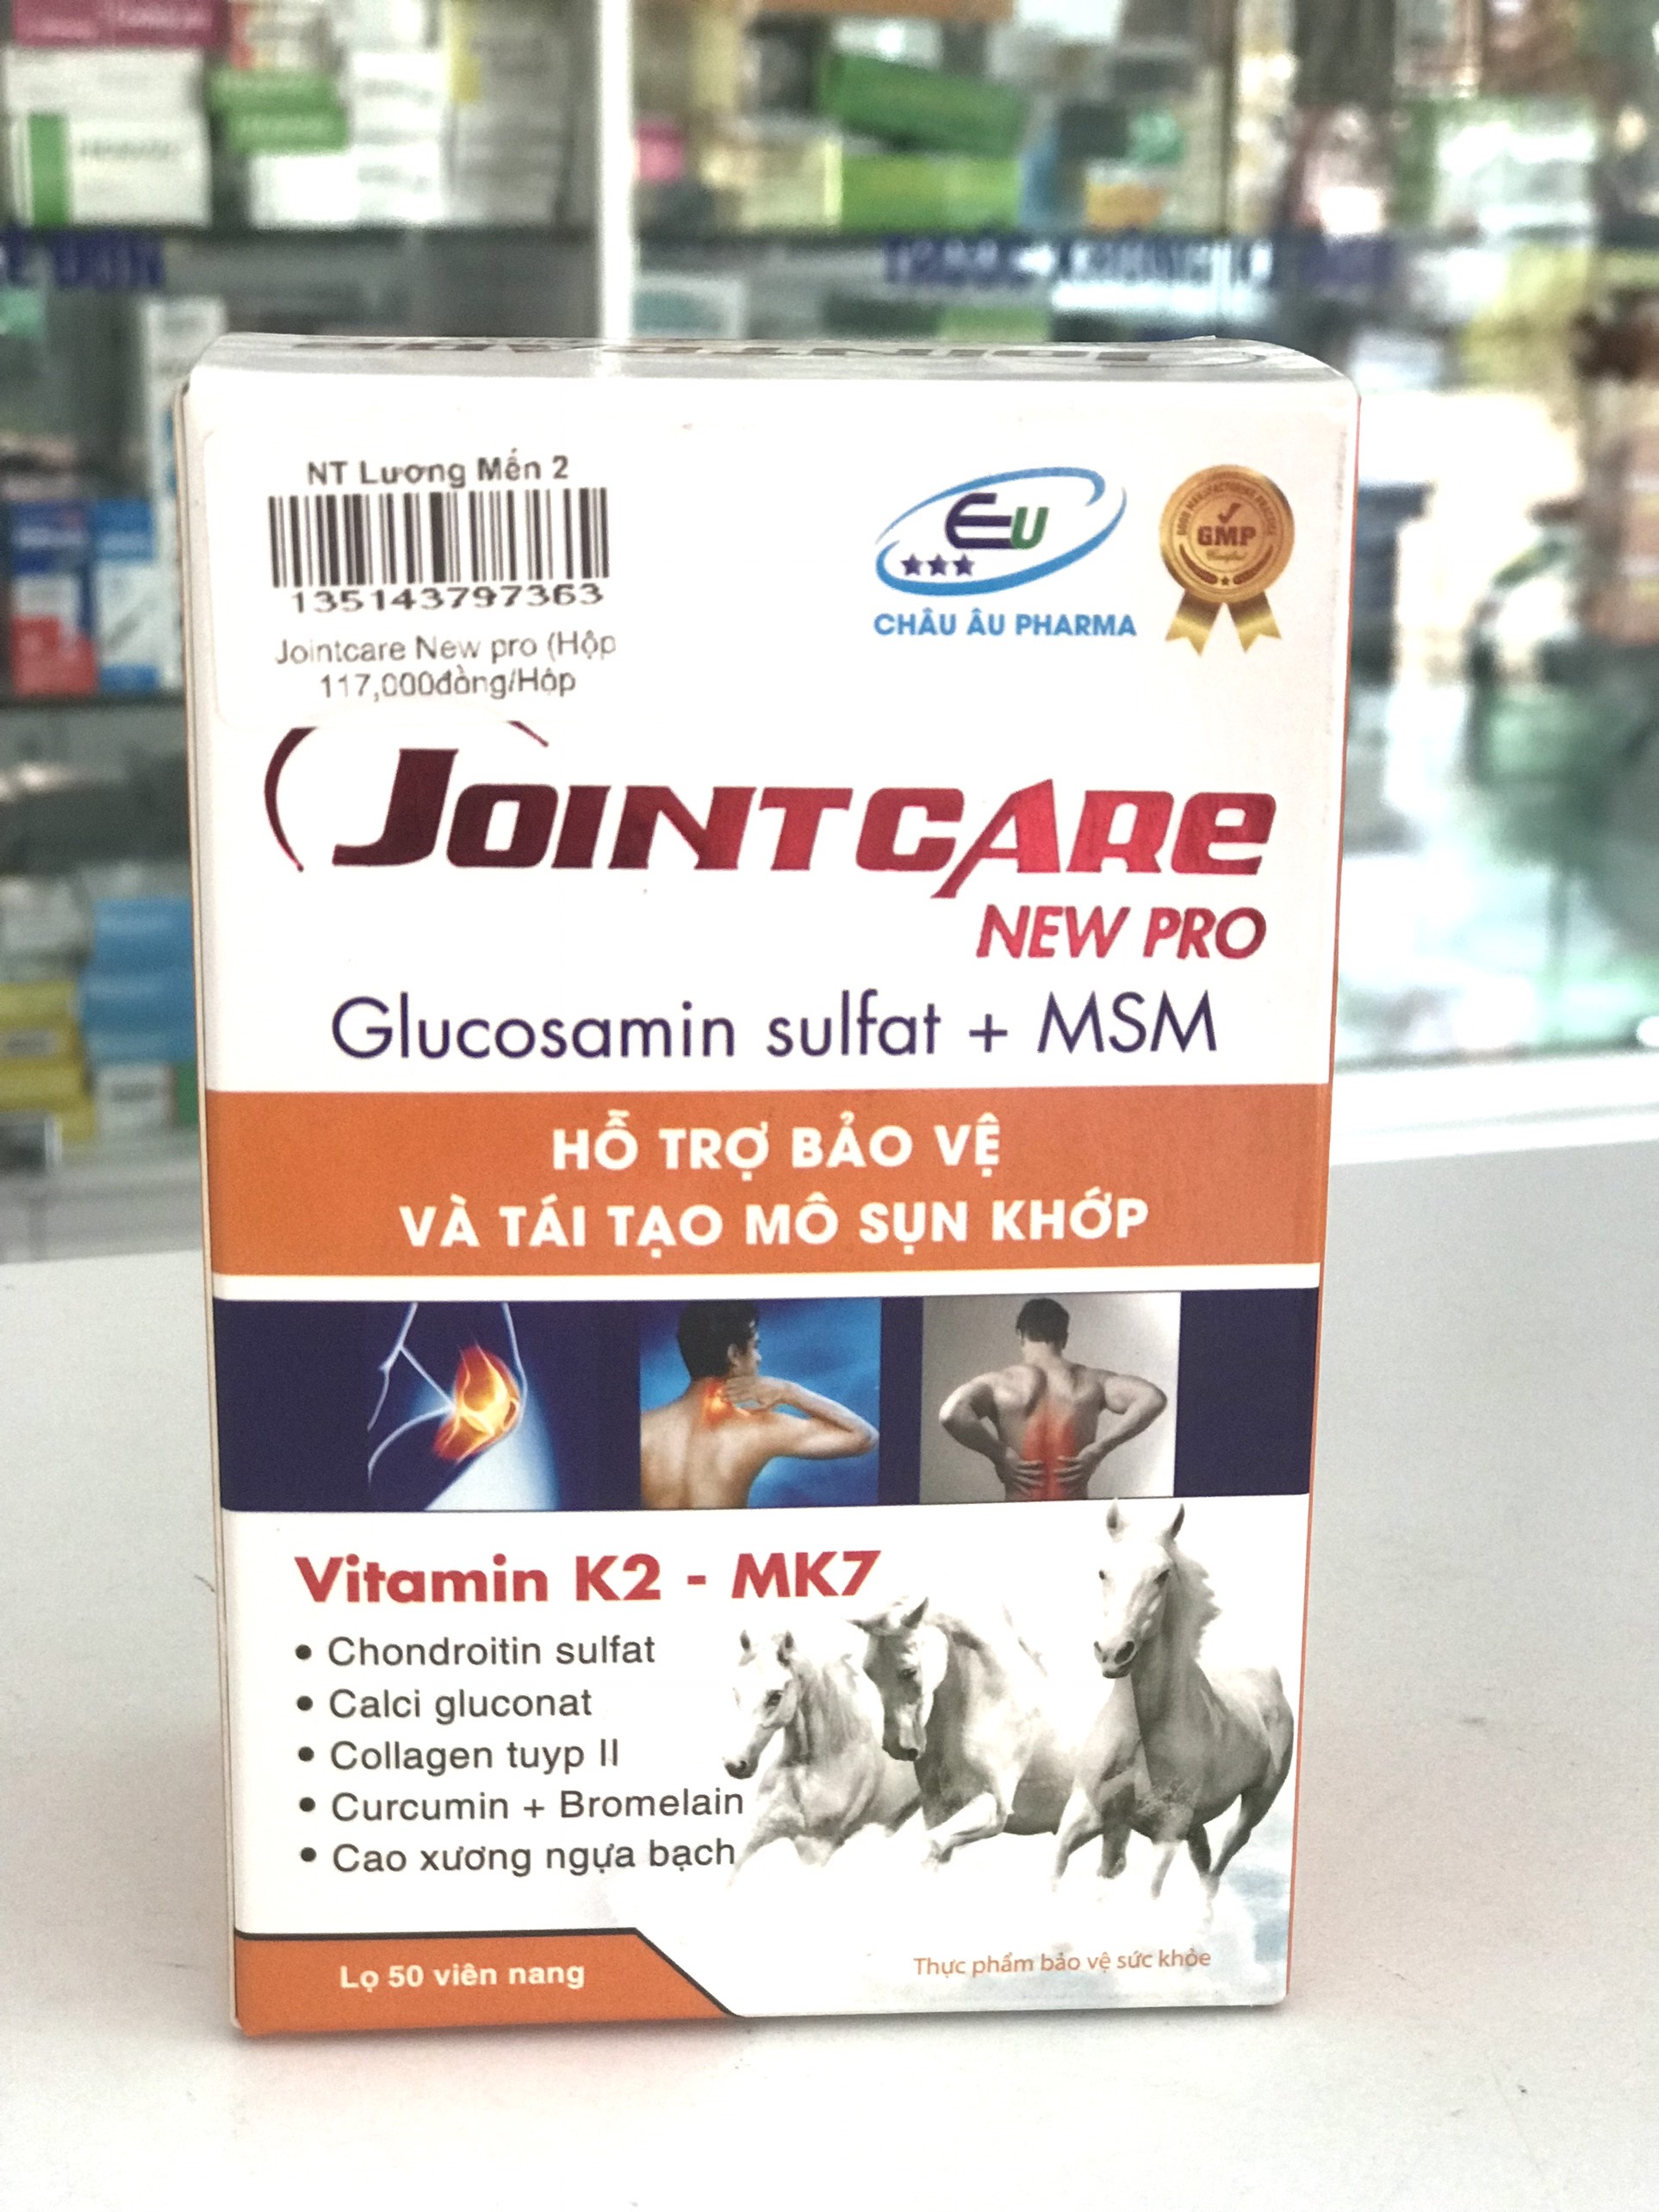 NT Lương Mến 2
135143797363
Jointcare New pro (Hộp
117,000đồng/Hộp
EU
CHÂU ÂU PHARMA
GMP
JOINTCARE
NEW PRO
Glucosamin sulfat + MSM
HỖ TRỢ BẢO VỆ
VÀ TÁI TẠO MÔ SỤN KHỚP
Vitamin K2 - MK7
• Chondroitin sulfat
• Calci gluconat
• Collagen tuyp II
• Curcumin + Bromelain
• Cao xương ngựa bạch
Lọ 50 viên nang
Thực phẩm bảo vệ sức khỏe